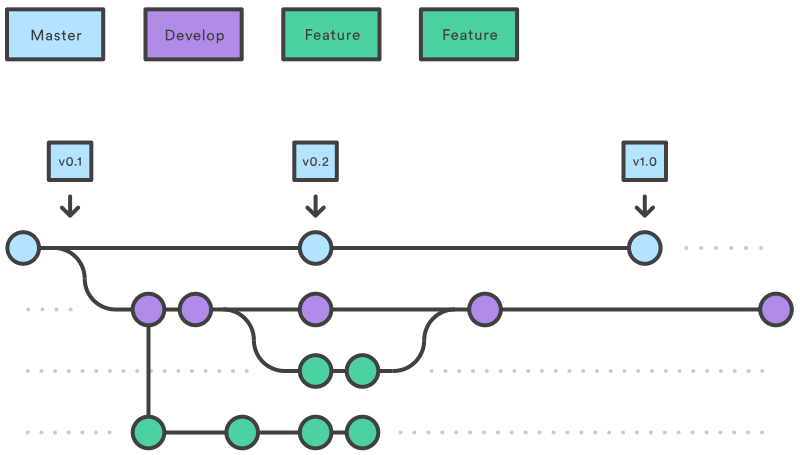 Master
Develop
Feature
Feature
v0.1
v0.2
v1.0